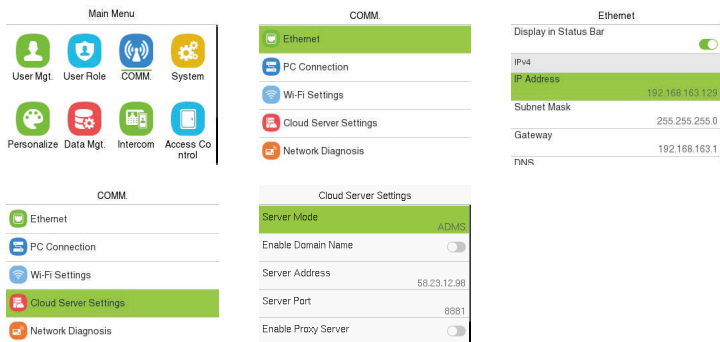 Main Menu
User Mgt. User Role COMM. System
Personalize Data Mgt. Intercom Access Co
ntrol
COMM.
Ethernet
PC Connection
Wi-Fi Settings
Cloud Server Settings
Network Diagnosis
Ethernet
Display in Status Bar
IPv4
IP Address
192.168.163.129
Subnet Mask
255.255.255.0
Gateway
192.168.163.1
DNS
COMM.
Ethernet
PC Connection
Wi-Fi Settings
Cloud Server Settings
Network Diagnosis
Cloud Server Settings
Server Mode
ADMS
Enable Domain Name
Server Address
58.23.12.98
Server Port
8881
Enable Proxy Server